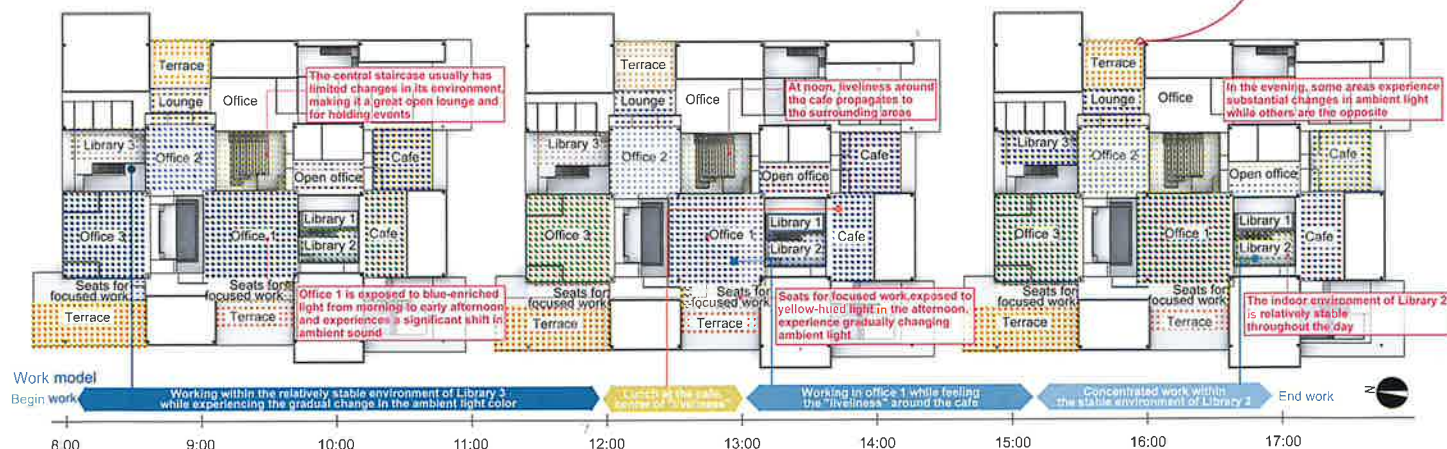 Terrace
The central staircase usually has
limited changes in its environment,
making it a great open lounge and
for holding events
Lounge
Office
Library 3
Office 2
Cafe
Open office
Office 3
Office 1
Library 1
Library 2
Cafe
Seats for
focused work
Seats for
focused work
Terrace
Terrace
Office 1 is exposed to blue-enriched
light from morning to early afternoon
and experiences a significant shift in
ambient sound
Terrace
At noon, liveliness around
the cafe propagates to
the surrounding areas
Lounge
Office
Library 3
Office 2
Cafe
Open office
Office 3
Office 1
Library 1
Library 2
Cafe
Seats for
focused work
Seats for
focused work
Terrace
Terrace
Seats for focused work exposed to
yellow-hued light in the afternoon,
experience gradually changing
ambient light
Terrace
In the evening, some areas experience
substantial changes in ambient light
while others are the opposite
Lounge
Office
Library 3
Office 2
Cafe
Open office
Office 3
Office 1
Library 1
Library 2
Cafe
Seats for
focused work
Seats for
focused work
Terrace
Terrace
The indoor environment of Library 2
is relatively stable
throughout the day
Work model
Begin work
Working within the relatively stable environment of Library 3
while experiencing the gradual change in the ambient light color
Lunch at the cafe,
center of "liveliness"
Working in office 1 while feeling
the "liveliness" around the cafe
Concentrated work within
the stable environment of Library 2
End work
N
8:00
9:00
10:00
11:00
12:00
13:00
14:00
15:00
16:00
17:00